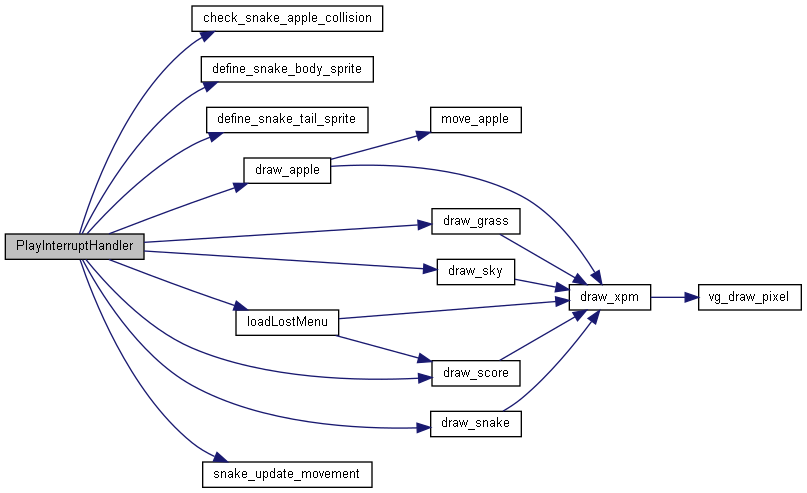 check_snake_apple_collision
define_snake_body_sprite
define_snake_tail_sprite
move_apple
draw_apple
draw_grass
PlayInterruptHandler
draw_sky
draw_xpm
vg_draw_pixel
loadLostMenu
draw_score
draw_snake
snake_update_movement